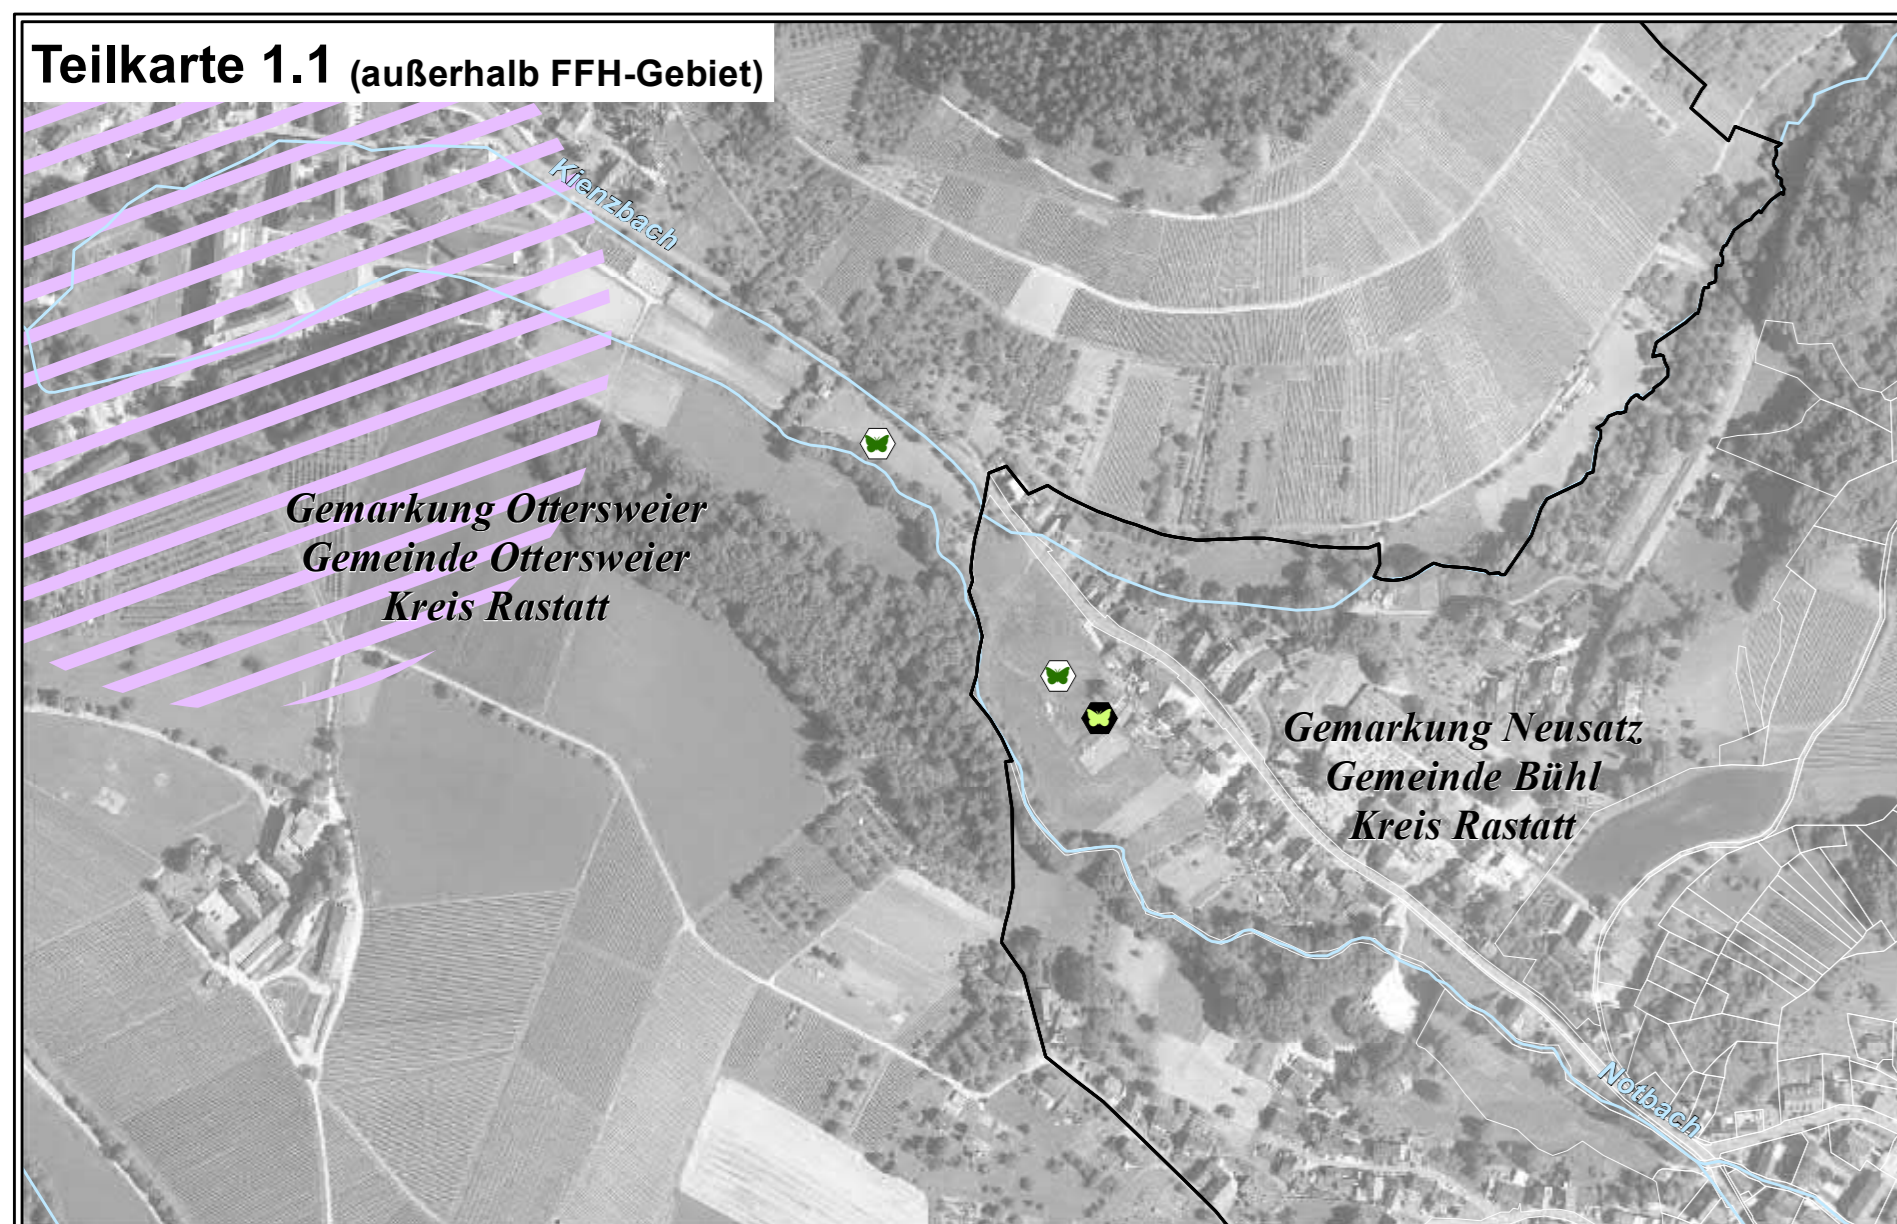 Teilkarte 1.1 (außerhalb FFH-Gebiet)
Kienzbach
Gemarkung Ottersweier
Gemeinde Ottersweier
Kreis Rastatt
Gemarkung Neusatz
Gemeinde Bühl
Kreis Rastatt
Notbach